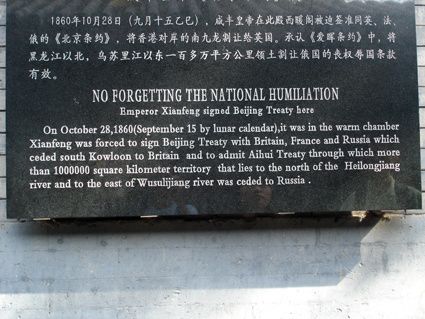 1860年10月28日（九月十五乙巳），咸丰皇帝在此殿西暖阁被迫签准同英、法、
俄的《北京条约》，将香港对岸的南九龙割让给英国。承认《爱晖条约》中，将
黑龙江以北，乌苏里江以东一百多万平方公里领土割让俄国的丧权辱国条款
有效。
NO FORGETTING THE NATIONAL HUMILIATION
Emperor Xianfeng signed Beijing Treaty here
On October 28,1860(September 15 by lunar calendar),it was in the warm chamber
Xianfeng was forced to sign Beijing Treaty with Britain, France and Russia which
ceded south Kowloon to Britain and to admit Aihui Treaty through which more
than 1000000 square kilometer territory that lies to the north of the Heilongjiang
river and to the east of Wusulijiang river was ceded to Russia .